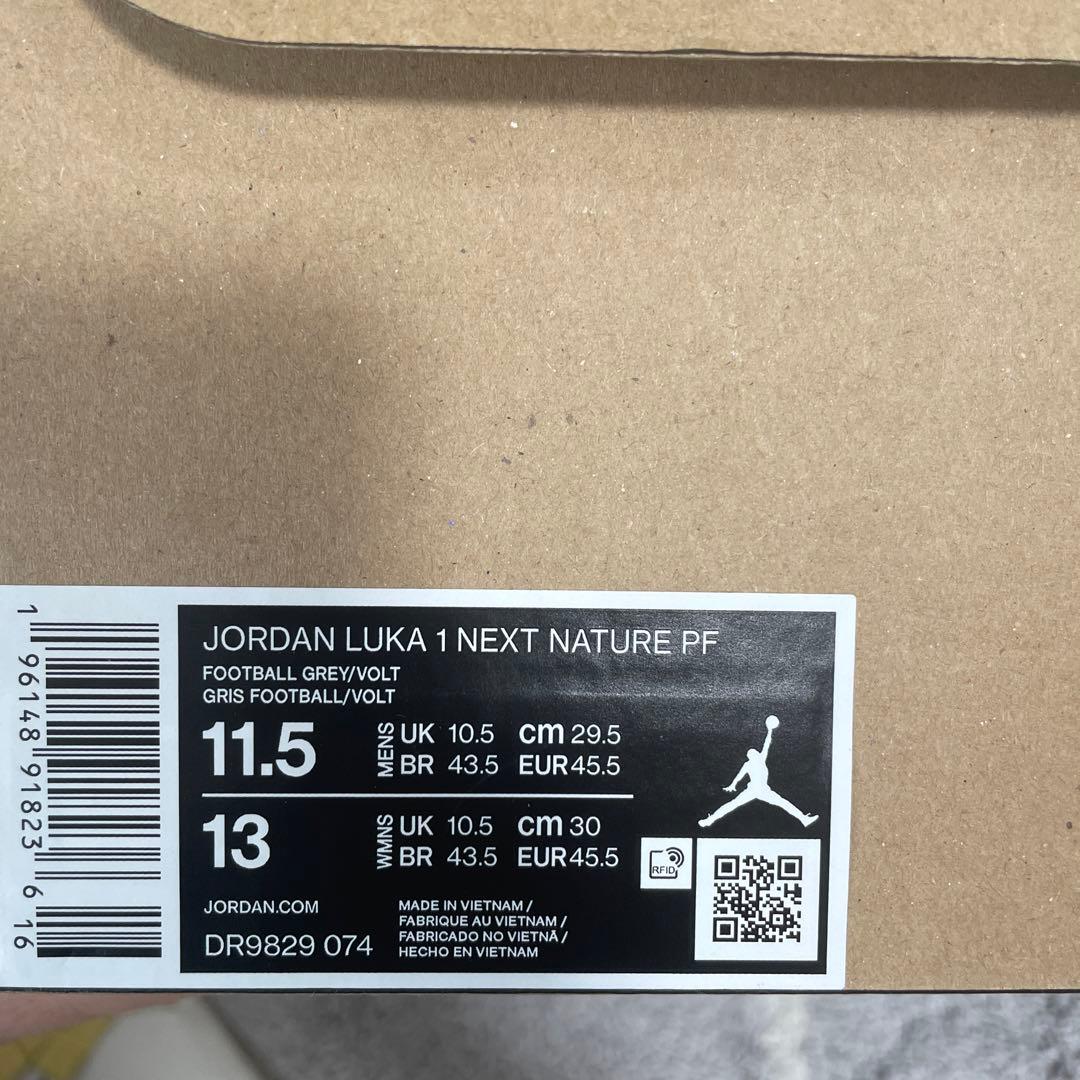 JORDAN LUKA 1 NEXT NATURE PF
FOOTBALL GREY/VOLT
GRIS FOOTBALL/VOLT
11.5
MENS
UK 10.5 cm 29.5
BR 43.5 EUR 45.5
13
WMNS
UK 10.5 cm 30
BR 43.5 EUR 45.5
RFID
JORDAN.COM
DR9829 074
MADE IN VIETNAM /
FABRIQUE AU VIETNAM /
FABRICADO NO VIETNÃ /
HECHO EN VIETNAM
1 96148 91823 6 16